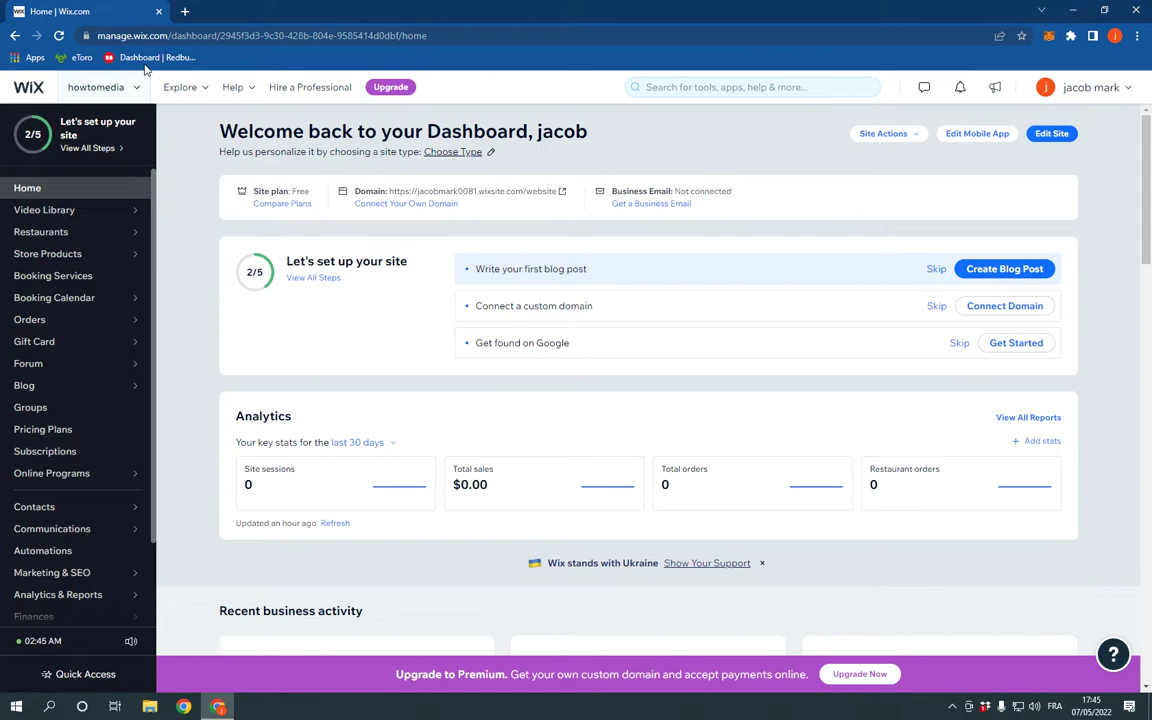 WiX Home | Wix.com
manage.wix.com/dashboard/2945f3d3-9c30-428b-804e-9585414d0dbf/home
j
Apps
eToro
Dashboard | Redbu...
WiX
howtomedia
Explore
Help
Hire a Professional
Upgrade
Search for tools, apps, help & more...
j
jacob mark
2/5
Let's set up your
site
View All Steps
Welcome back to your Dashboard, jacob
Help us personalize it by choosing a site type: Choose Type
Site Actions
Edit Mobile App
Edit Site
Home
Video Library
Restaurants
Store Products
Booking Services
Booking Calendar
Orders
Gift Card
Forum
Blog
Groups
Pricing Plans
Subscriptions
Online Programs
Contacts
Communications
Automations
Marketing & SEO
Analytics & Reports
Finances
02:45 AM
Quick Access
Site plan: Free
Compare Plans
Domain: https://jacobmark0081.wixsite.com/website
Connect Your Own Domain
Business Email: Not connected
Get a Business Email
2/5
Let's set up your site
View All Steps
Write your first blog post
Skip
Create Blog Post
Connect a custom domain
Skip
Connect Domain
Get found on Google
Skip
Get Started
Analytics
View All Reports
Your key stats for the last 30 days
+ Add stats
Site sessions
0
Total sales
$0.00
Total orders
0
Restaurant orders
0
Updated an hour ago Refresh
Wix stands with Ukraine Show Your Support ×
Recent business activity
Upgrade to Premium. Get your own custom domain and accept payments online.
Upgrade Now
?
FRA
17:45
07/05/2022